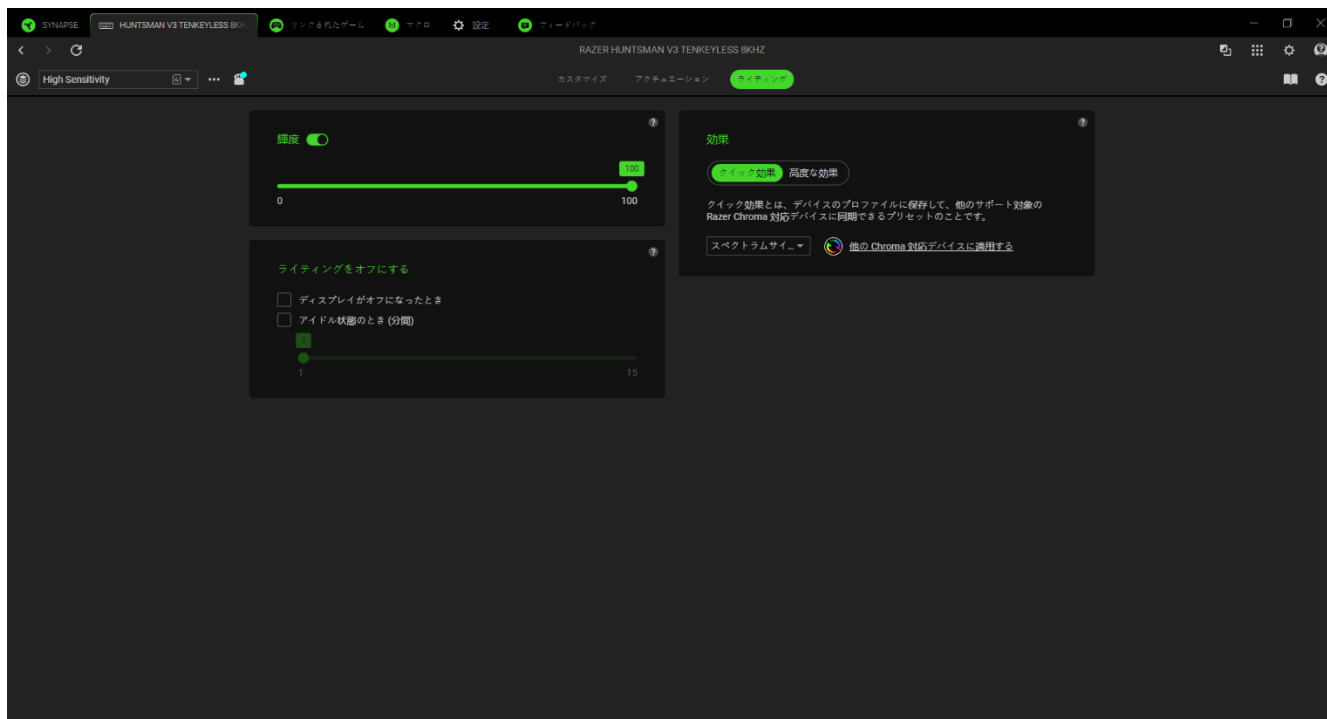 SYNAPSE
HUNTSMAN V3 TENKEYLESS 8KH
リンクされたゲーム
マクロ
設定
フィードバック
RAZER HUNTSMAN V3 TENKEYLESS 8KHZ
High Sensitivity
4
カスタマイズ
アクチュエーション
ライティング
輝度
100
0
100
ライティングをオフにする
ディスプレイがオフになったとき
アイドル状態のとき (分間)
1
15
効果
クイック効果
高度な効果
クイック効果とは、デバイスのプロファイルに保存して、他のサポート対象の
Razer Chroma 対応デバイスに同期できるプリセットのことです。
スペクトラムサイ...
他の Chroma 対応デバイスに適用する